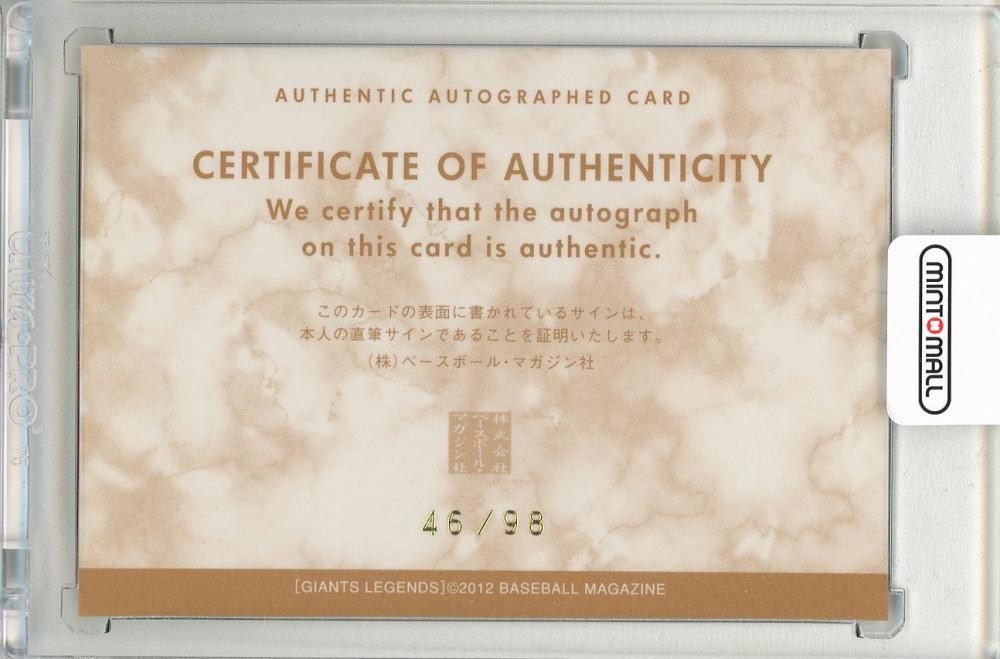 AUTHENTIC AUTOGRAPHED CARD
CERTIFICATE OF AUTHENTICITY
We certify that the autograph
on this card is authentic.
このカードの表面に書かれているサインは、
本人の直筆サインであることを証明いたします。
(株)ベースボール・マガジン社
株式会社
ベースボール・
マガジン社
46/98
[GIANTS LEGENDS]©2012 BASEBALL MAGAZINE
MINT MALL
Ultra PRO